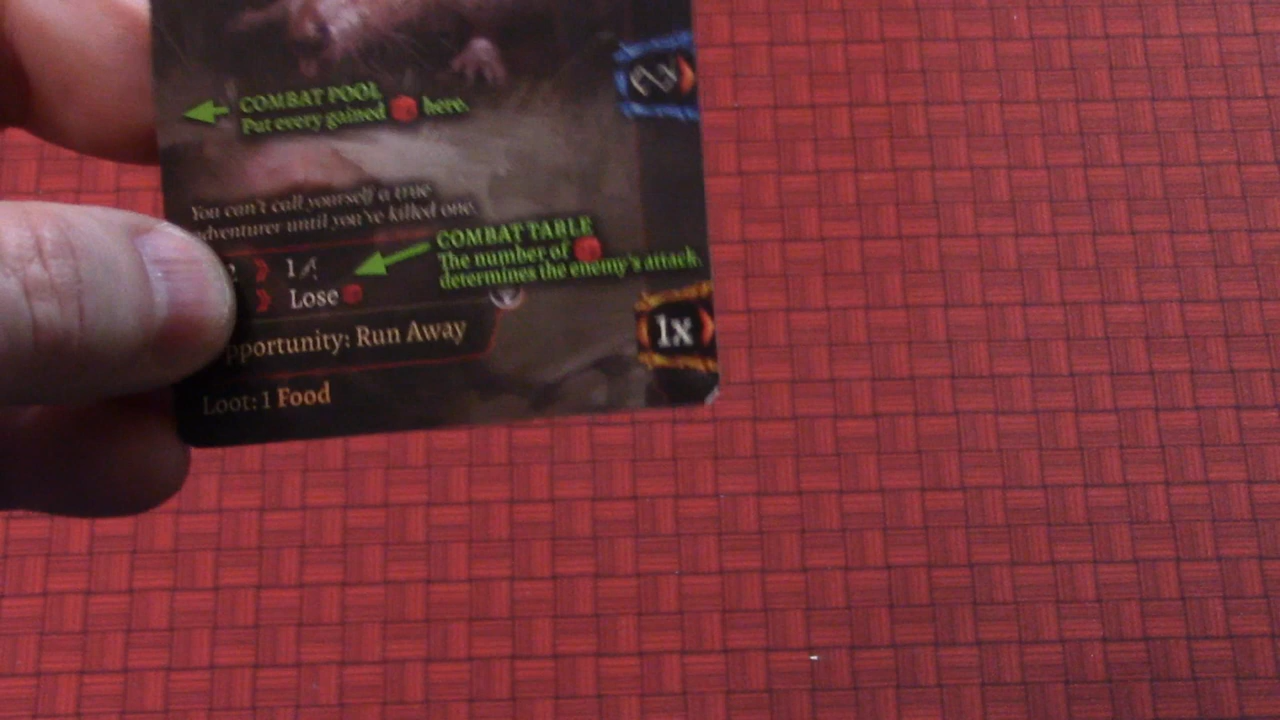 COMBAT POOL
Put every gained here.
You can't call yourself a true
adventurer until you've killed one.
COMBAT TABLE
The number of
determines the enemy's attack.
1
Lose
pportunity: Run Away
1x
Loot: 1 Food